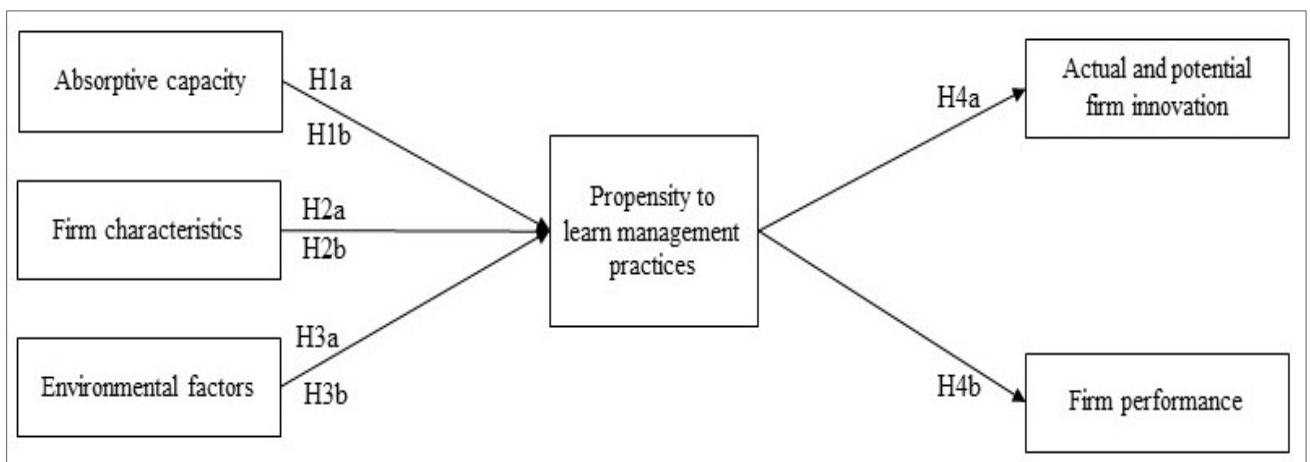 Absorptive capacity
H1a
H1b
Firm characteristics
H2a
H2b
Environmental factors
H3a
H3b
Propensity to
learn management
practices
H4a
H4b
Actual and potential
firm innovation
Firm performance